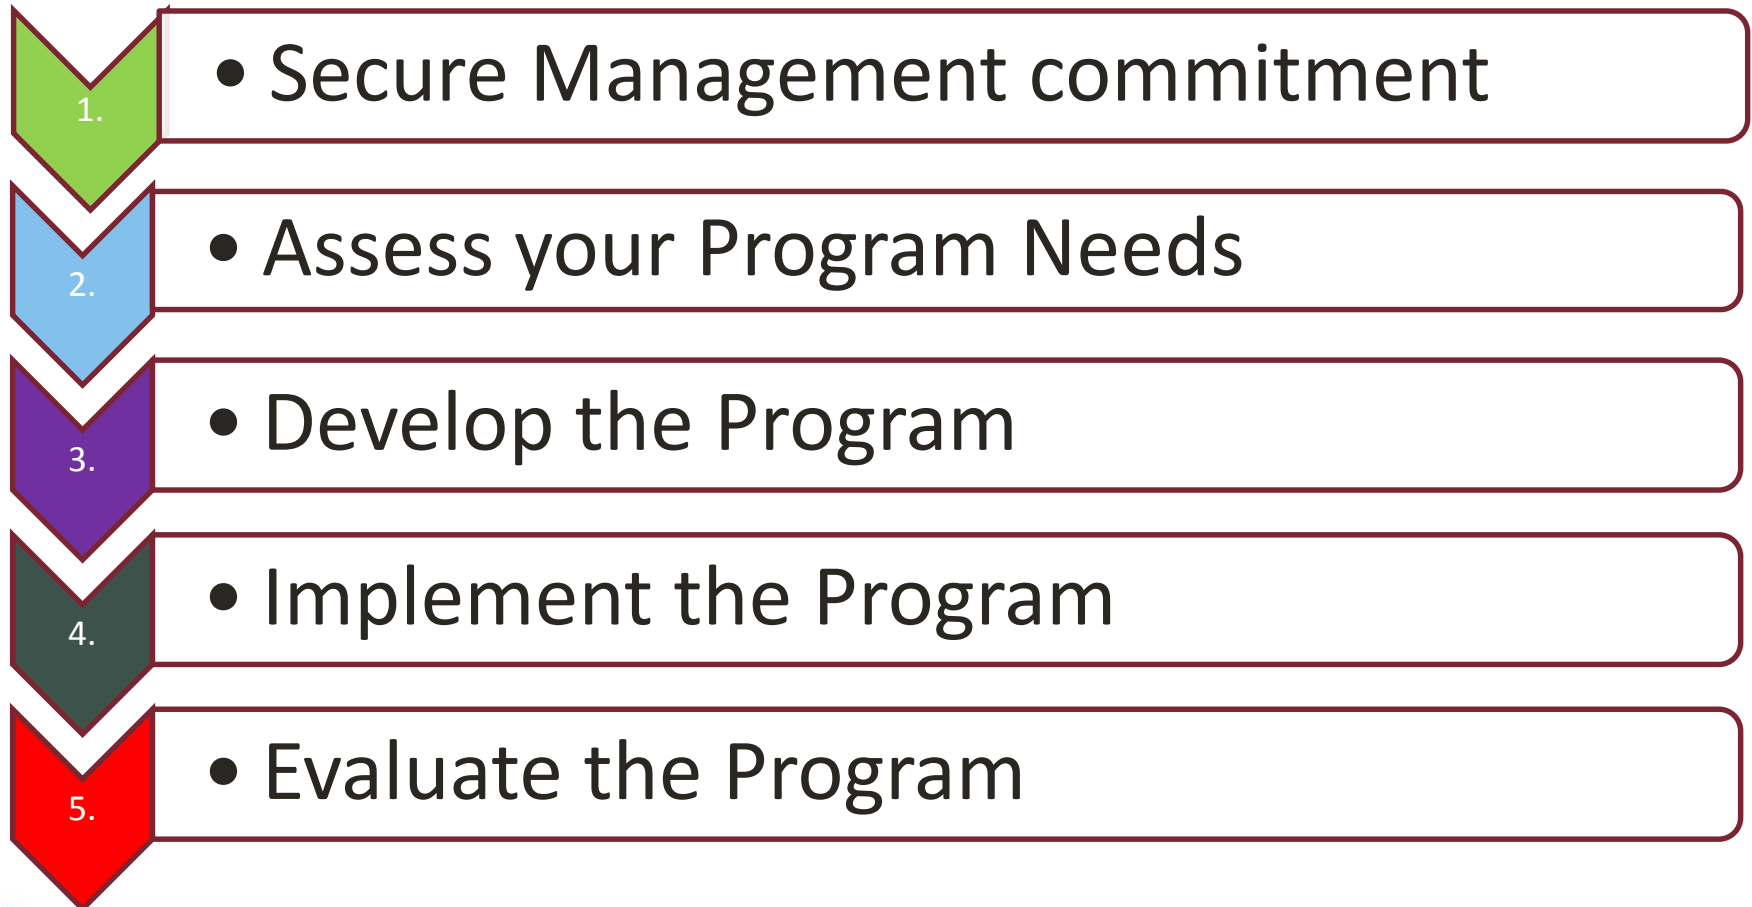 1.
• Secure Management commitment
2.
• Assess your Program Needs
3.
• Develop the Program
4.
• Implement the Program
5.
• Evaluate the Program